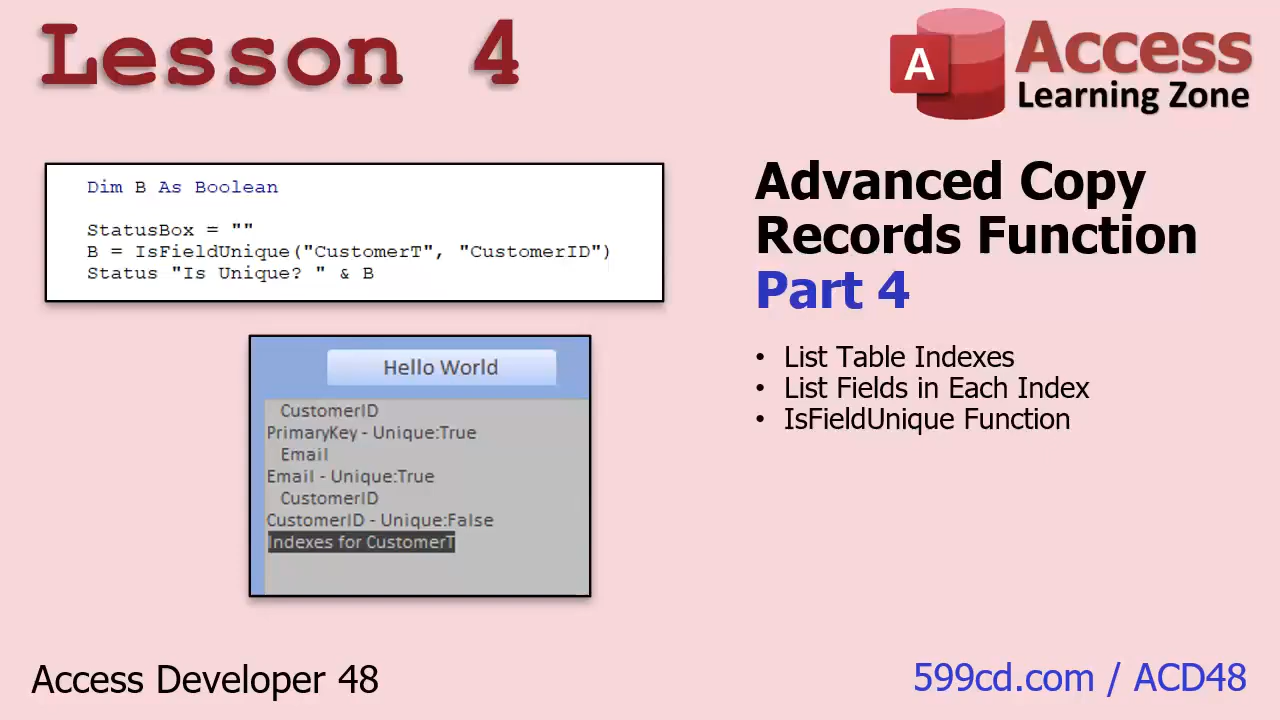 Lesson 4
A
Access
Learning Zone
Dim B As Boolean
StatusBox = ""
B = IsFieldUnique("CustomerT", "CustomerID")
Status "Is Unique? " & B
Hello World
CustomerID
PrimaryKey - Unique:True
Email
Email - Unique:True
CustomerID
CustomerID - Unique:False
Indexes for CustomerT
Advanced Copy
Records Function
Part 4
• List Table Indexes
• List Fields in Each Index
• IsFieldUnique Function
Access Developer 48
599cd.com / ACD48